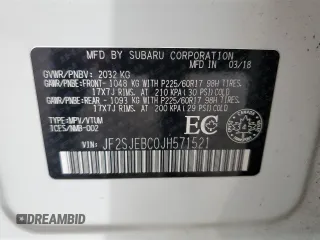 MFD. BY SUBARU CORPORATION 03/18
GVWR/PNBV: 2032 KG
GAWR/PNBE:FRONT- 1048 KG WITH P225/60R17 98H TIRES.
17X7J RIMS. AT 210 KPA(30 PSI)COLD
GAWR/PNBE:REAR - 1093 KG WITH P225/60R17 98H TIRES.
17X7J RIMS. AT 200 KPA(29 PSI)COLD
TYPE:MPV/VTUM
ICES/NMB-002
EC
VIN: JF2SJEBC0JH571521
DREAMBID
dreambid.com